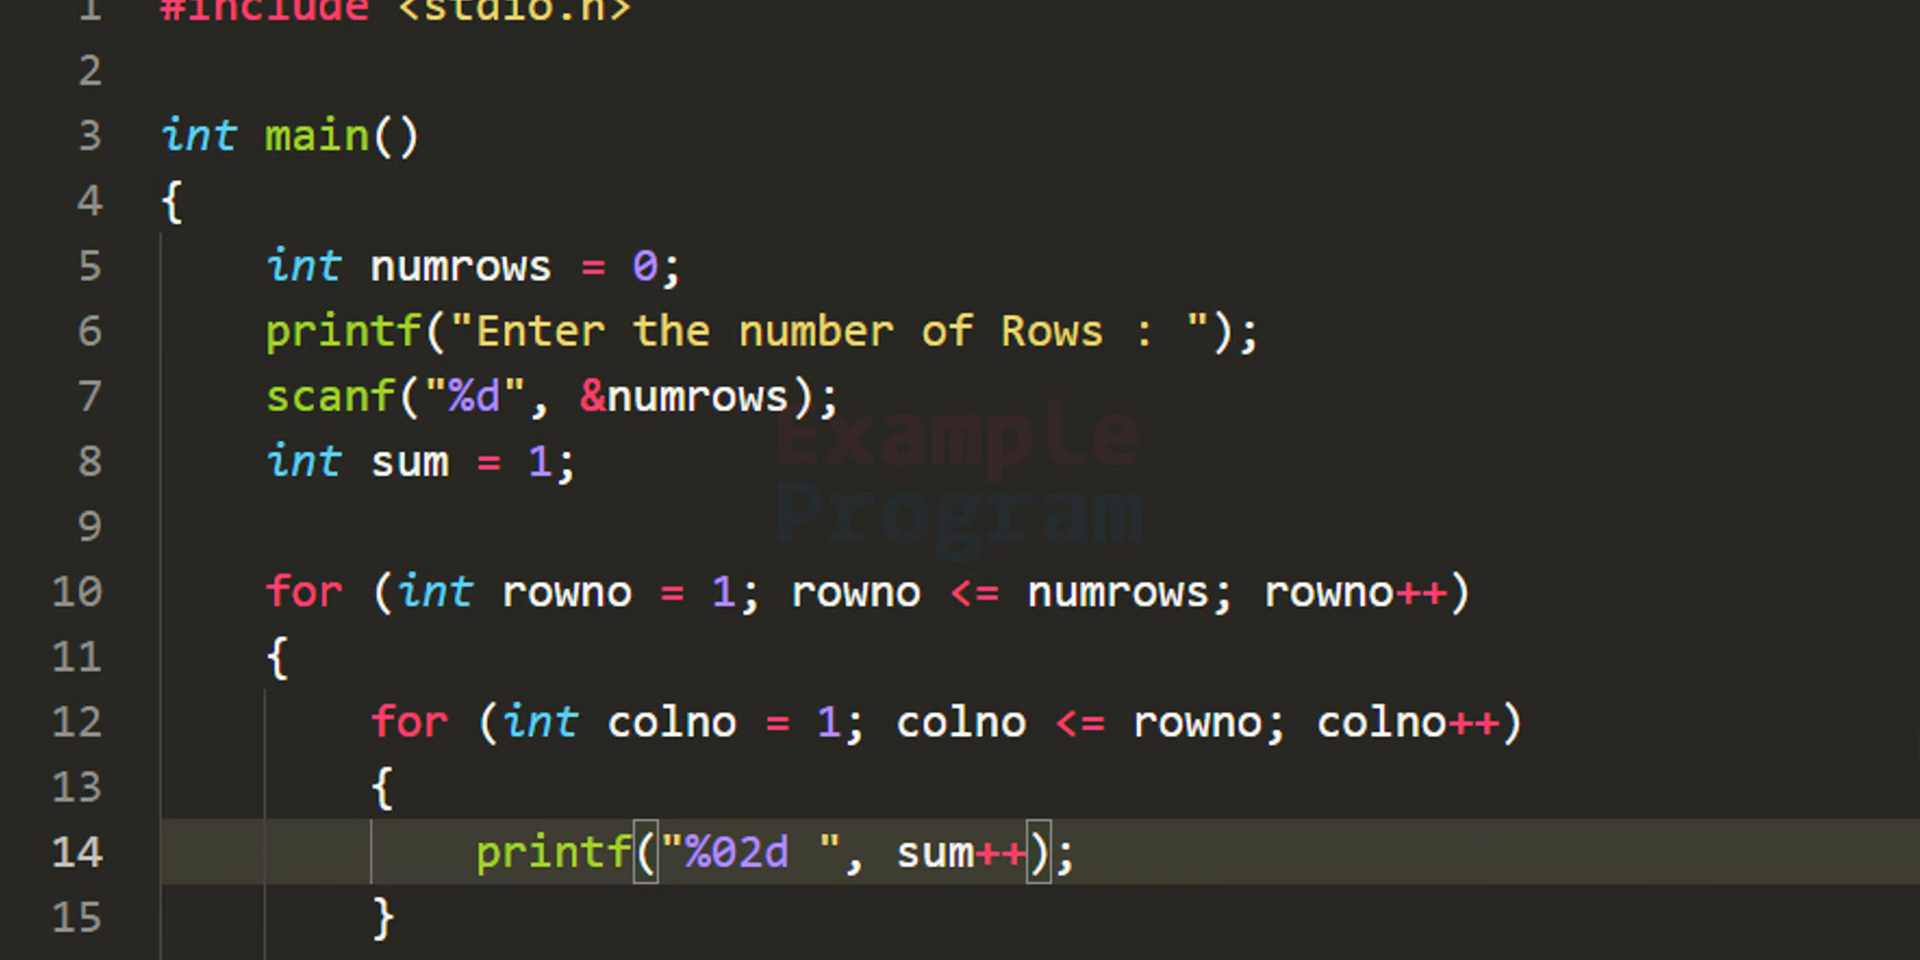 1 #include <stdio.h>
2
3 int main()
4 {
5 int numrows = 0;
6 printf("Enter the number of Rows : ");
7 scanf("%d", &numrows);
8 int sum = 1;
9
10 for (int rowno = 1; rowno <= numrows; rowno++)
11 {
12 for (int colno = 1; colno <= rowno; colno++)
13 {
14 printf("%02d ", sum++);
15 }
Example
Program